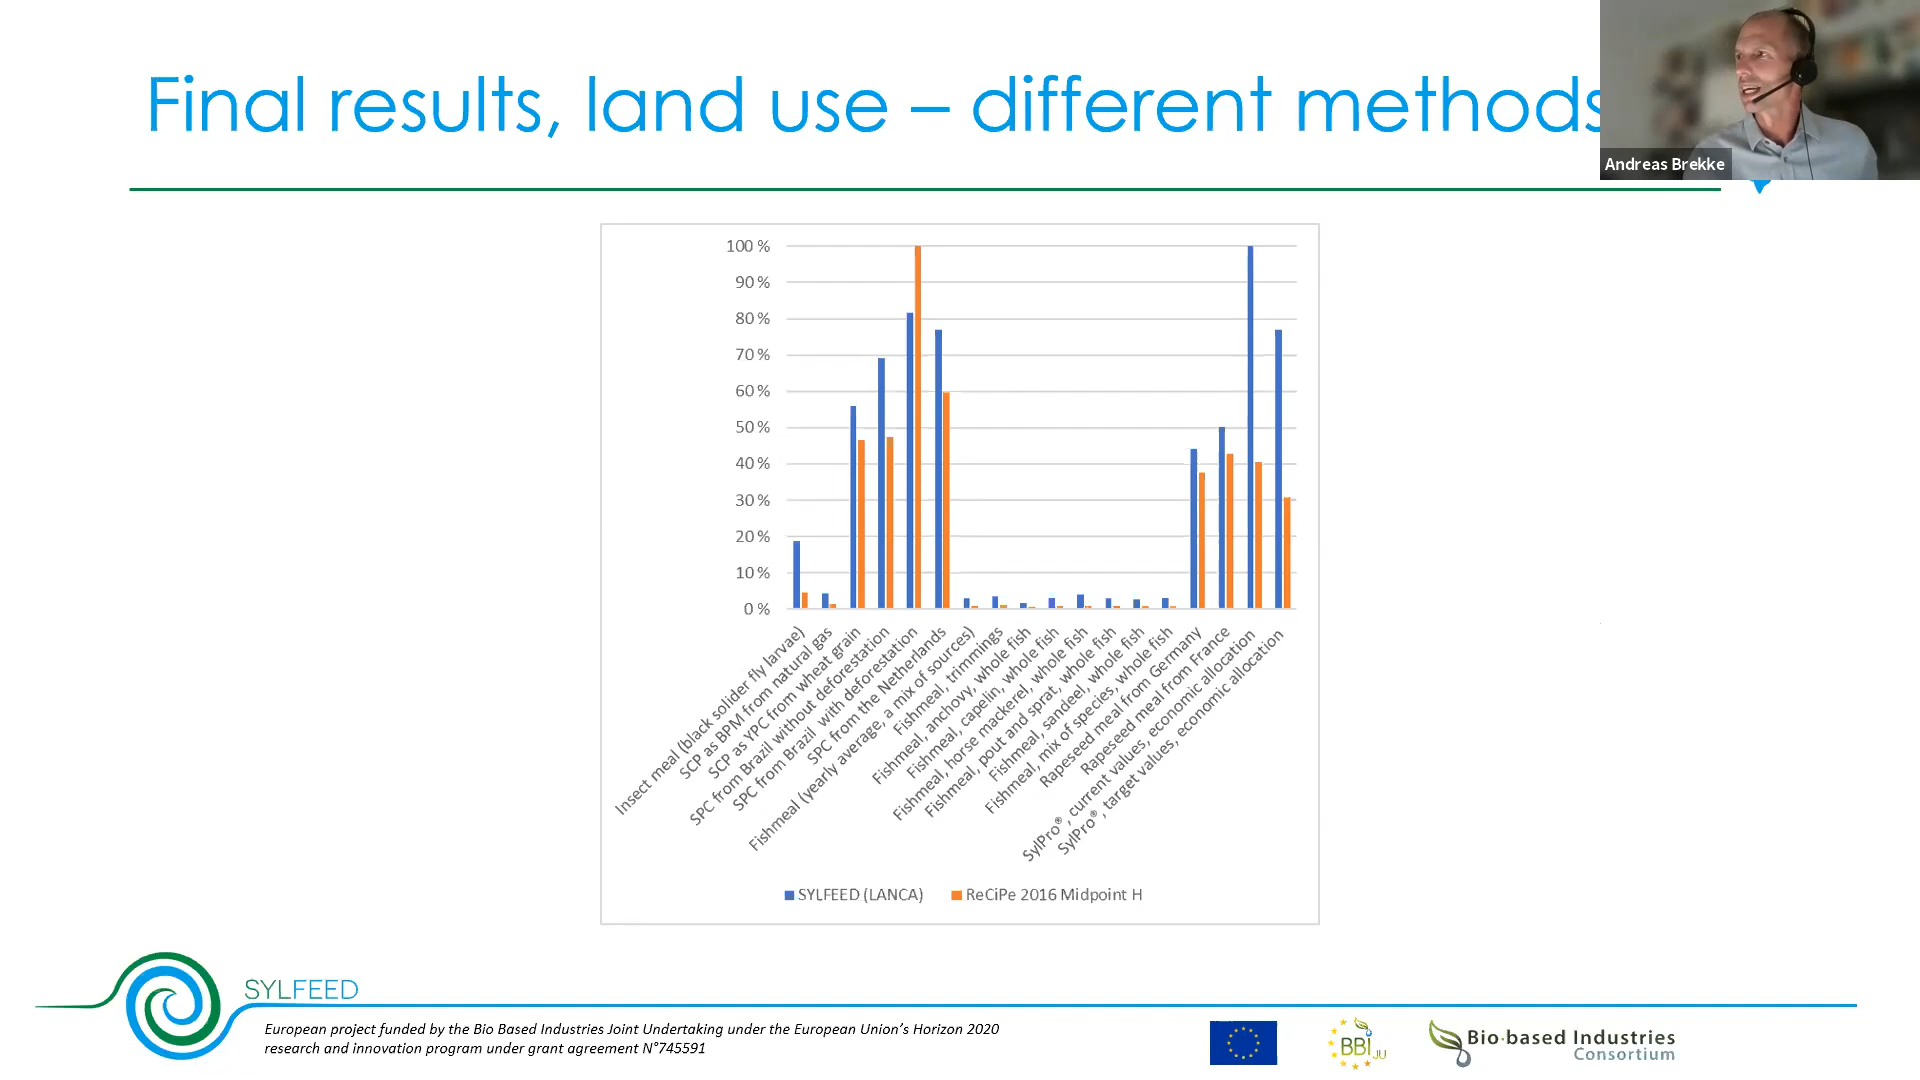 Final results, land use – different methods
Andreas Brekke
100 %
90 %
80 %
70 %
60 %
50 %
40 %
30 %
20 %
10 %
0 %
Insect meal (black solider fly larvae)
SCP as BPM from natural gas
SCP as YPC from wheat grain
SPC from Brazil without deforestation
SPC from Brazil with deforestation
SPC from the Netherlands
Fishmeal (yearly average, a mix of sources)
Fishmeal, trimmings
Fishmeal, anchovy, whole fish
Fishmeal, capelin, whole fish
Fishmeal, horse mackerel, whole fish
Fishmeal, pout and sprat, whole fish
Fishmeal, sandeel, whole fish
Fishmeal, mix of species, whole fish
Rapeseed meal from Germany
Rapeseed meal from France
SylPro®, current values, economic allocation
SylPro®, target values, economic allocation
SYLFEED (LANCA)
ReCiPe 2016 Midpoint H
SYLFEED
European project funded by the Bio Based Industries Joint Undertaking under the European Union's Horizon 2020
research and innovation program under grant agreement N°745591
BBI JU
Bio-based Industries
Consortium